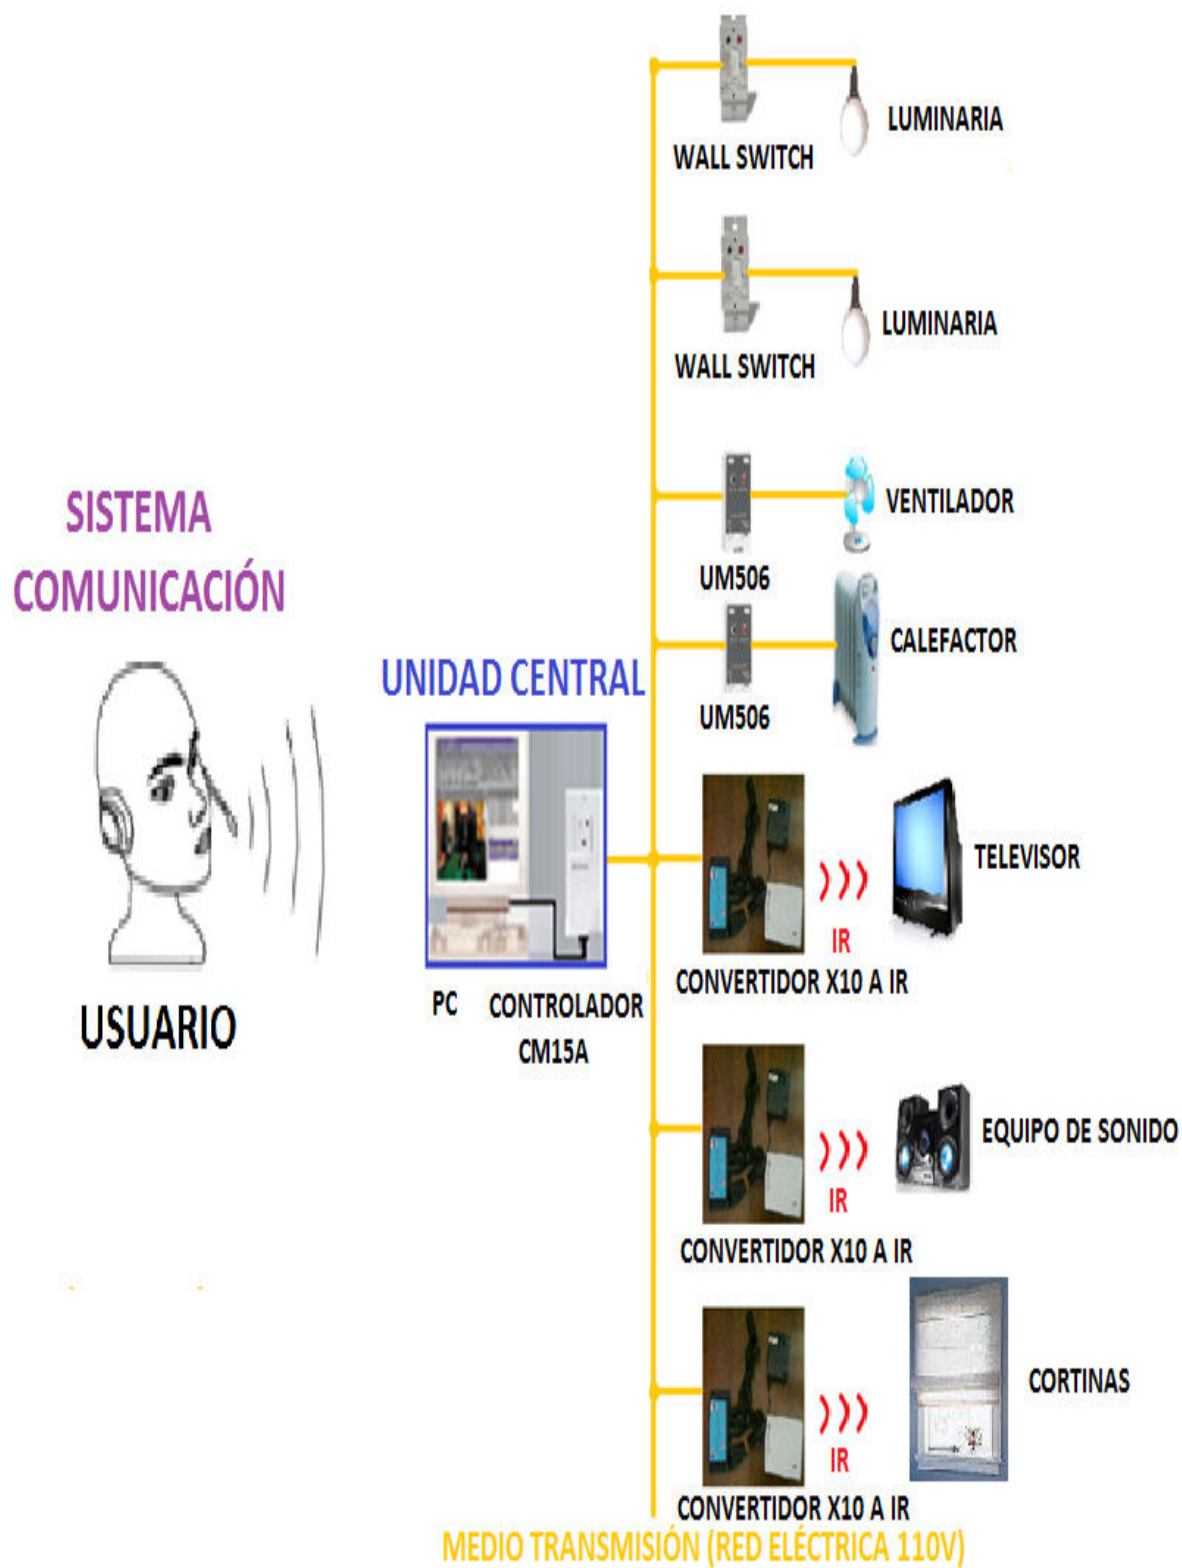 LUMINARIA
WALL SWITCH
LUMINARIA
WALL SWITCH
VENTILADOR
UM506
CALEFACTOR
UM506
SISTEMA
COMUNICACIÓN
USUARIO
UNIDAD CENTRAL
PC
CONTROLADOR
CM15A
TELEVISOR
IR
CONVERTIDOR X10 A IR
EQUIPO DE SONIDO
IR
CONVERTIDOR X10 A IR
CORTINAS
IR
CONVERTIDOR X10 A IR
MEDIO TRANSMISIÓN (RED ELÉCTRICA 110V)